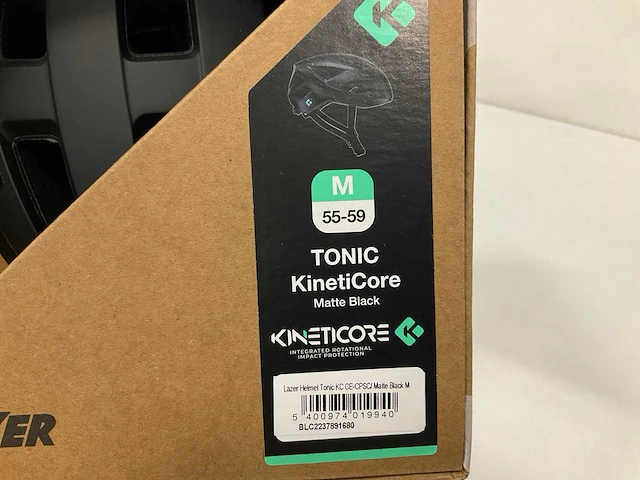 M
55-59
TONIC
KinetiCore
Matte Black
KINETICORE
INTEGRATED ROTATIONAL
IMPACT PROTECTION
Lazer Helmet Tonic KC CE-CPSC/ Matte Black M
5 400974 019940
BLC2237891680